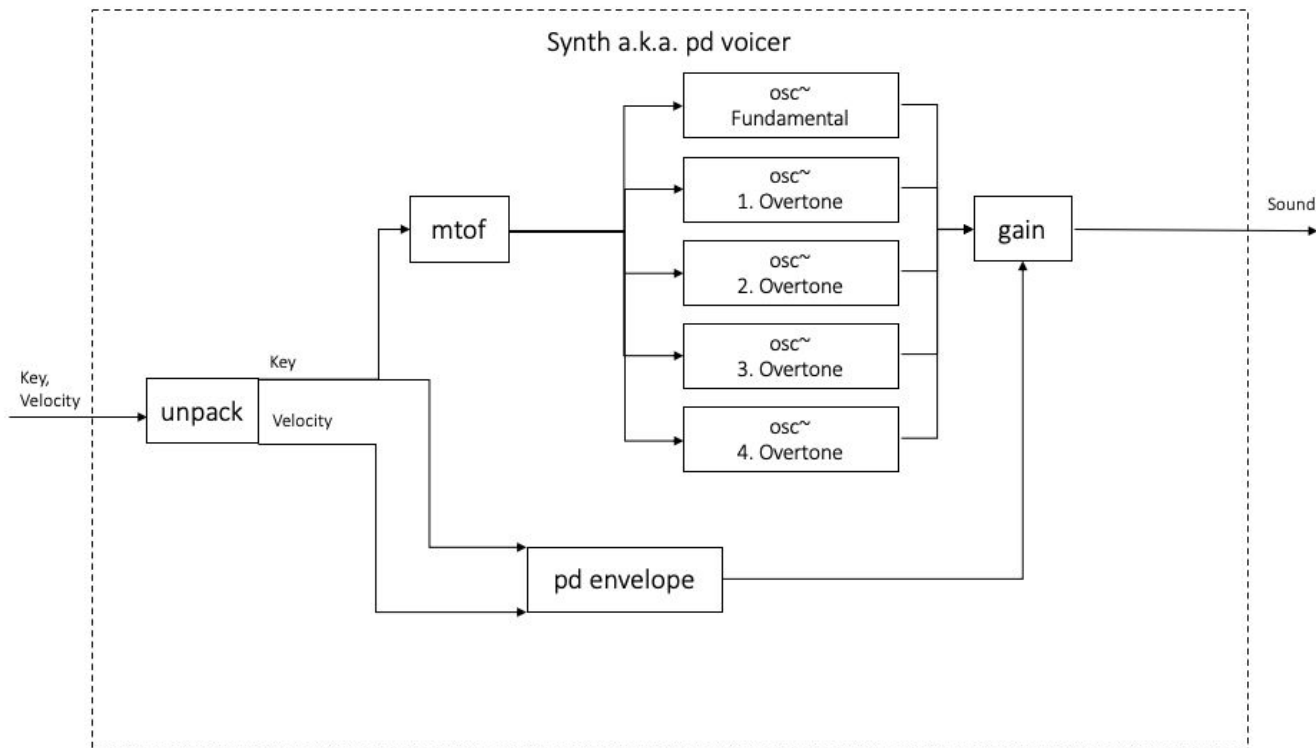 Synth a.k.a. pd voicer
osc~
Fundamental
osc~
1. Overtone
mtof
gain
Sound
osc~
2. Overtone
osc~
3. Overtone
Key
Key,
Velocity
unpack
Velocity
osc~
4. Overtone
pd envelope